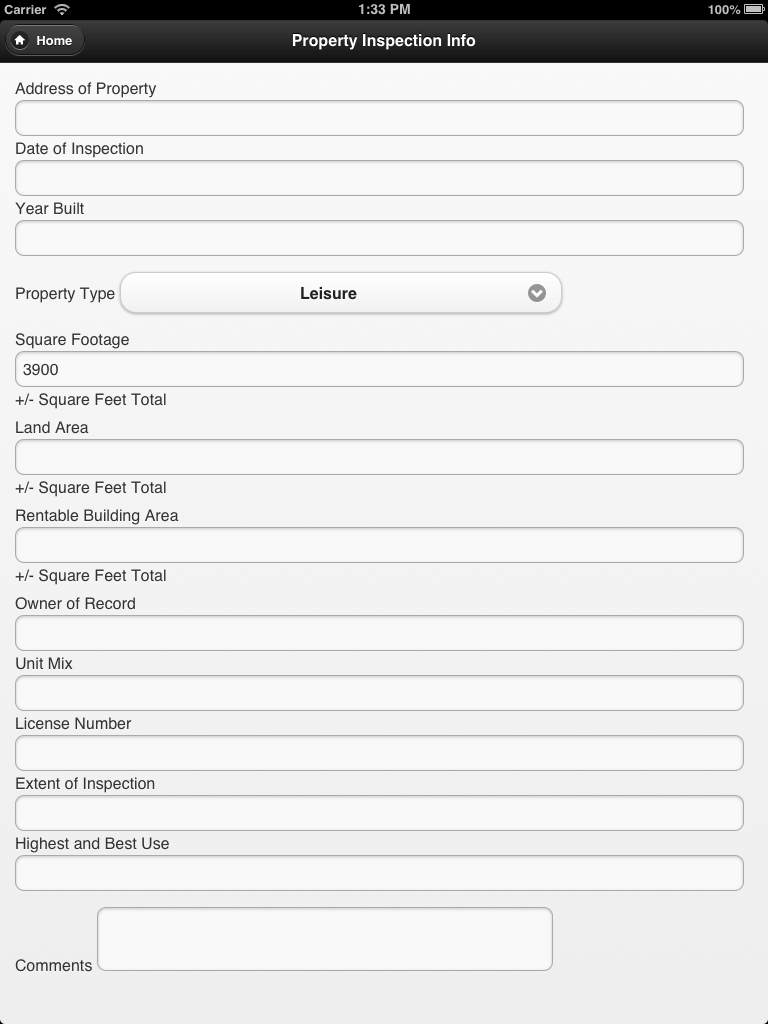 Carrier 1:33 PM 100%
Home Property Inspection Info
Address of Property
Date of Inspection
Year Built
Property Type Leisure
Square Footage
3900
+/- Square Feet Total
Land Area
+/- Square Feet Total
Rentable Building Area
+/- Square Feet Total
Owner of Record
Unit Mix
License Number
Extent of Inspection
Highest and Best Use
Comments